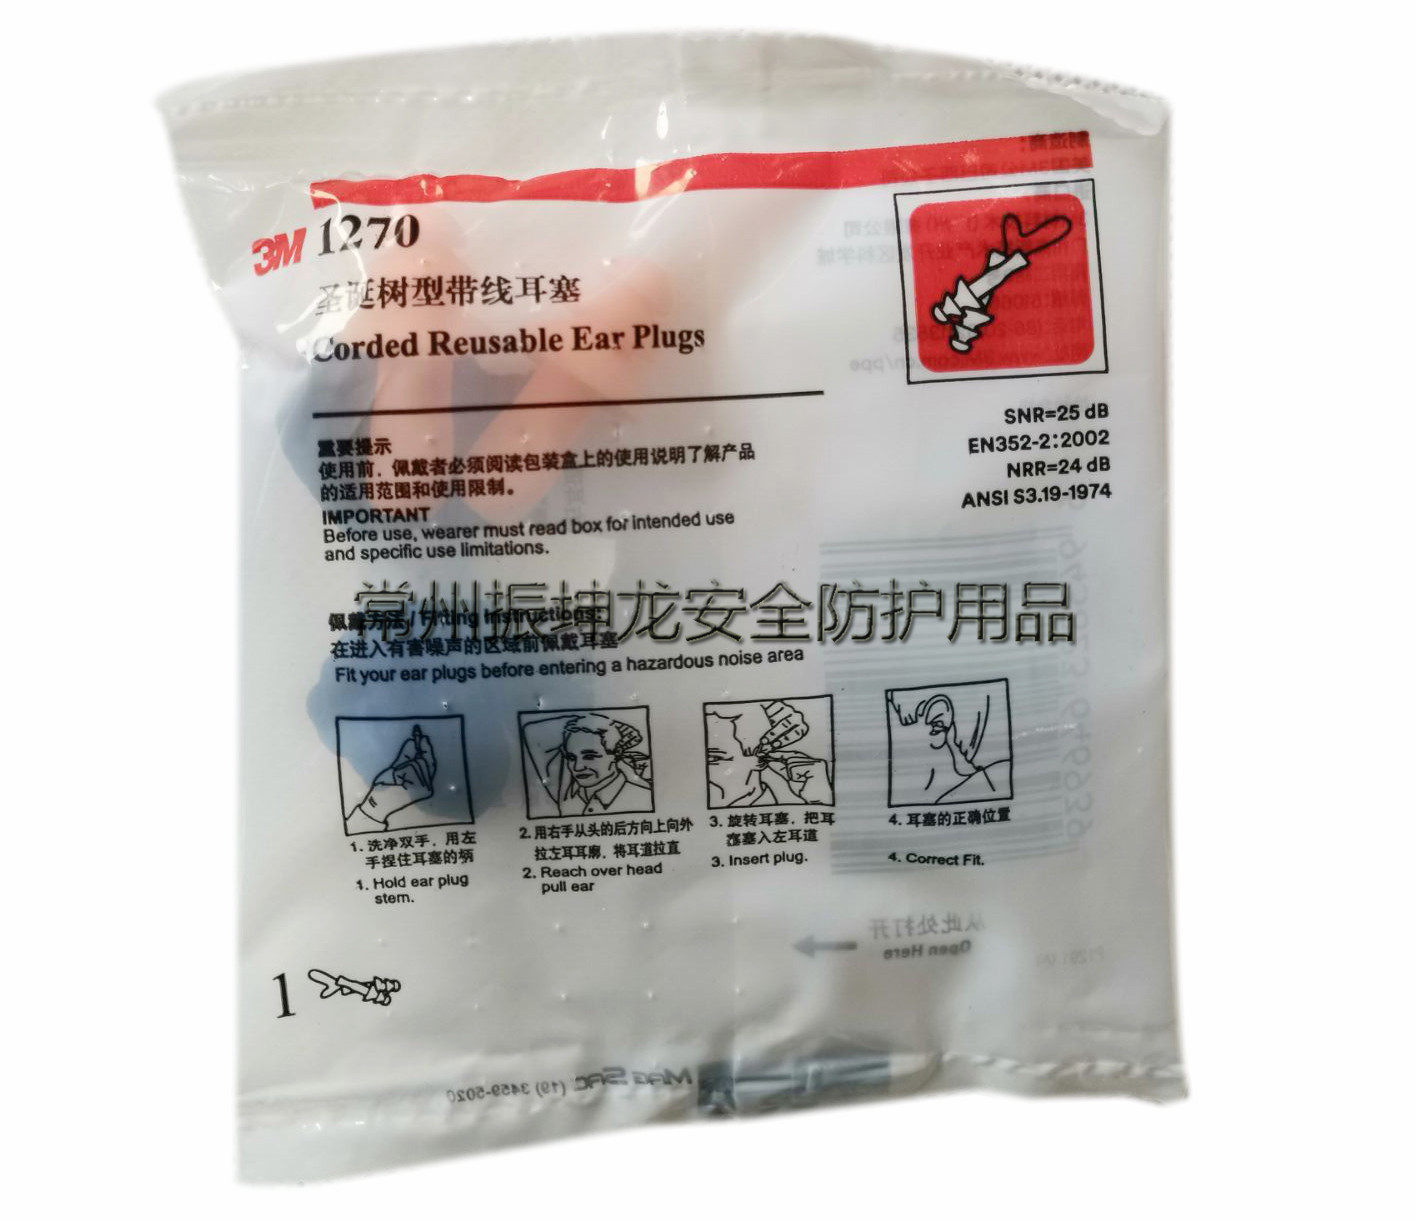 3M 1270
圣诞树型带线耳塞
Corded Reusable Ear Plugs
SNR=25 dB
EN352-2:2002
NRR=24 dB
ANSI S3.19-1974
重要提示
使用前，佩戴者必须阅读包装盒上的使用说明了解产品
的适用范围和使用限制。
IMPORTANT
Before use, wearer must read box for intended use
and specific use limitations.
常州振坤龙安全防护用品
佩戴方法 / Fitting Instructions:
在进入有害噪声的区域前佩戴耳塞
Fit your ear plugs before entering a hazardous noise area
1. 洗净双手，用左
手捏住耳塞的柄
1. Hold ear plug
stem.
2. 用右手从头的后方向上向外
拉左耳耳廓，将耳道拉直
2. Reach over head
pull ear
3. 旋转耳塞，把耳
塞塞入左耳道
3. Insert plug.
4. 耳塞的正确位置
4. Correct Fit.
从此处打开
Open Here
1
(19) 3459-5020